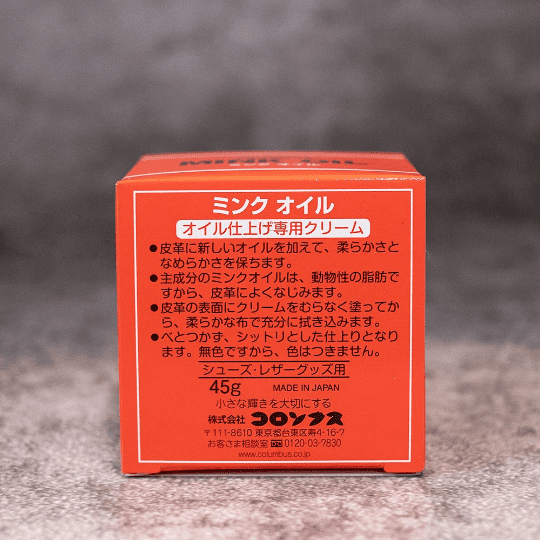 MINK OIL
ミンク オイル
ミンク オイル
オイル仕上げ専用クリーム
●皮革に新しいオイルを加えて、柔らかさと
なめらかさを保ちます。
●主成分のミンクオイルは、動物性の脂肪で
すから、皮革によくなじみます。
●皮革の表面にクリームをむらなく塗ってか
ら、柔らかな布で充分に拭き込みます。
●べとつかず、シットリとした仕上りとなり
ます。無色ですから、色はつきません。
シューズ・レザーグッズ用
45g MADE IN JAPAN
小さな輝きを大切にする
株式会社 コロンブス
〒111-8610 東京都台東区寿4-16-7
お客さま相談室 0120-03-7830
www.columbus.co.jp